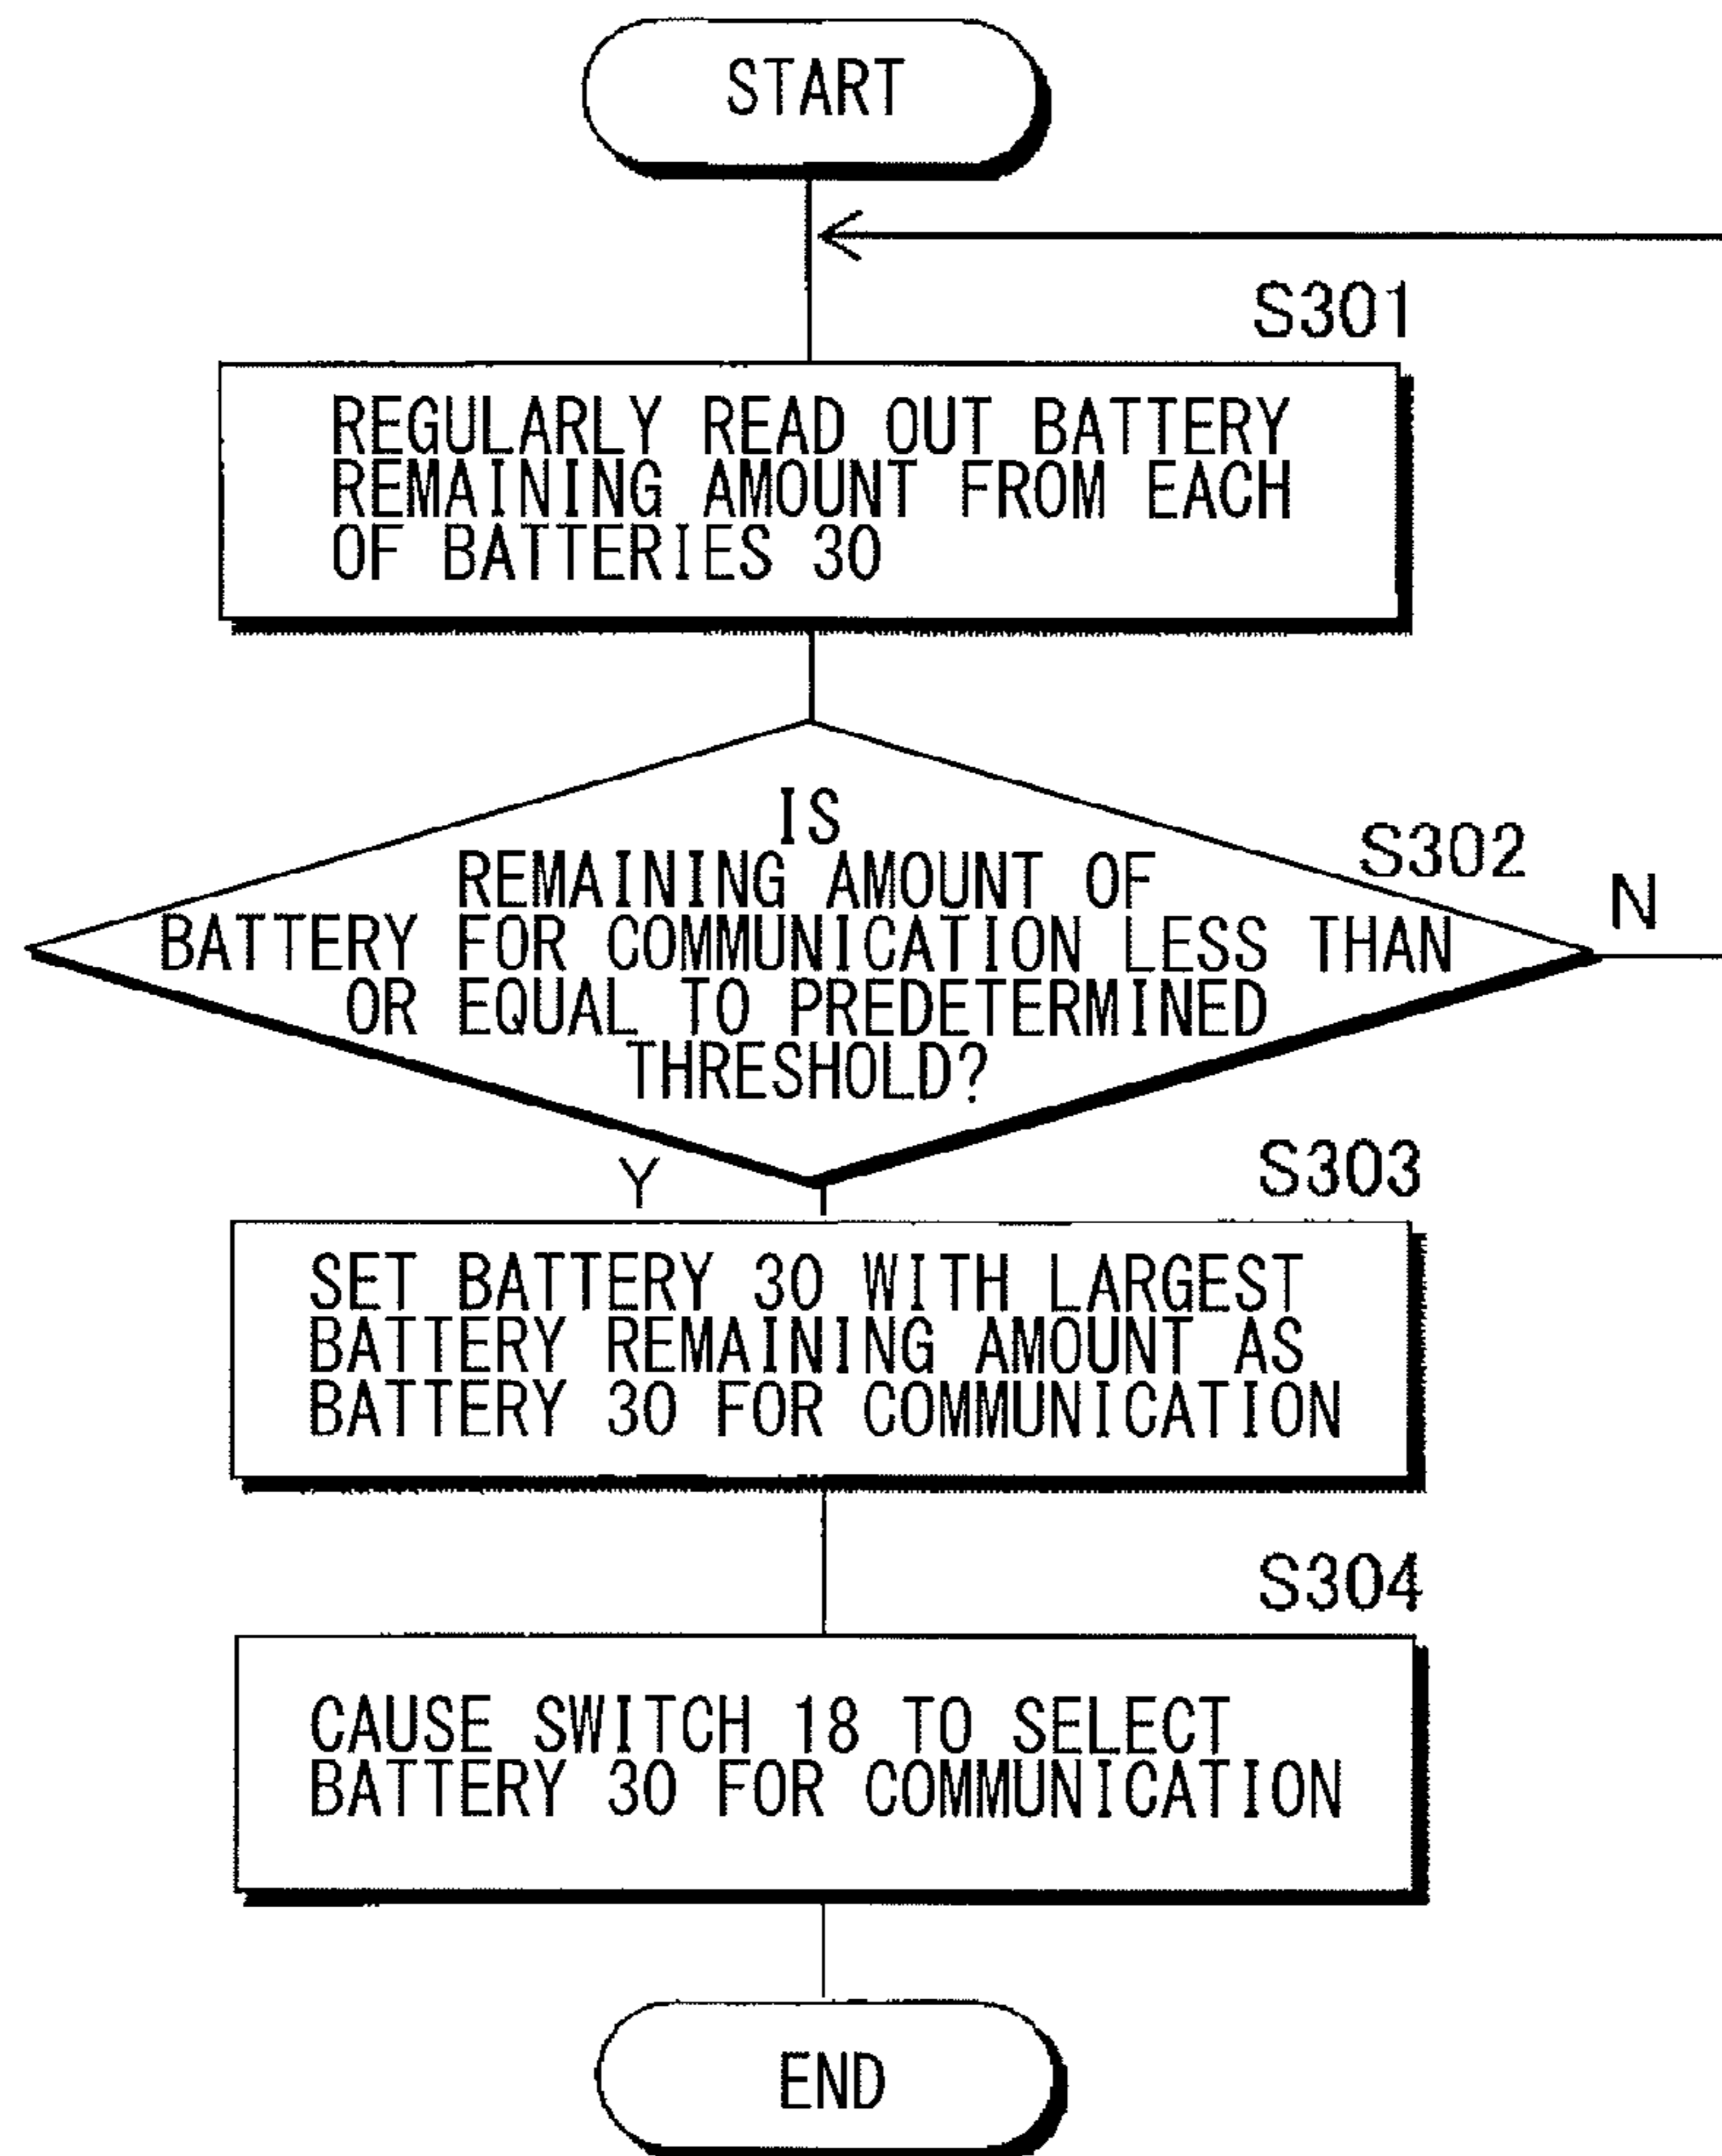 START
S301
REGULARLY READ OUT BATTERY
REMAINING AMOUNT FROM EACH
OF BATTERIES 30
IS
REMAINING AMOUNT OF
BATTERY FOR COMMUNICATION LESS THAN
OR EQUAL TO PREDETERMINED
THRESHOLD?
S302
N
Y
S303
SET BATTERY 30 WITH LARGEST
BATTERY REMAINING AMOUNT AS
BATTERY 30 FOR COMMUNICATION
S304
CAUSE SWITCH 18 TO SELECT
BATTERY 30 FOR COMMUNICATION
END